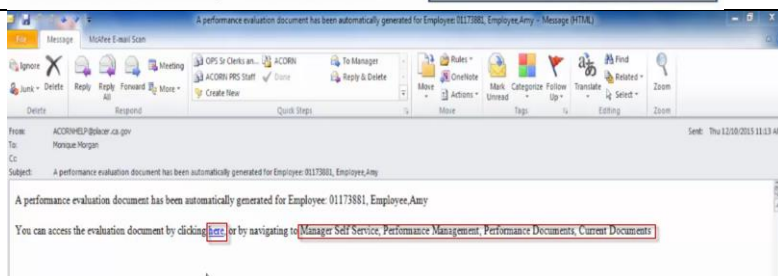 A performance evaluation document has been automatically generated for Employee: 01173881, Employee,Amy - Message (HTML)
File Message McAfee E-mail Scan
Ignore Delete Reply Reply All Forward Meeting OPS Sr Clerks an... ACORN To Manager Move Rules Mark Unread Categorize Follow Up Translate Find Zoom
Junk More ACORN PRS Staff Done Reply & Delete OneNote Related
Create New Actions Select
Delete Respond Quick Steps Move Tags Editing Zoom
From: ACORNHELP@placer.ca.gov Sent: Thu 12/10/2015 11:13 A
To: Monique Morgan
Cc
Subject: A performance evaluation document has been automatically generated for Employee: 01173881, Employee,Amy
A performance evaluation document has been automatically generated for Employee: 01173881, Employee,Amy
You can access the evaluation document by clicking here, or by navigating to Manager Self Service, Performance Management, Performance Documents, Current Documents